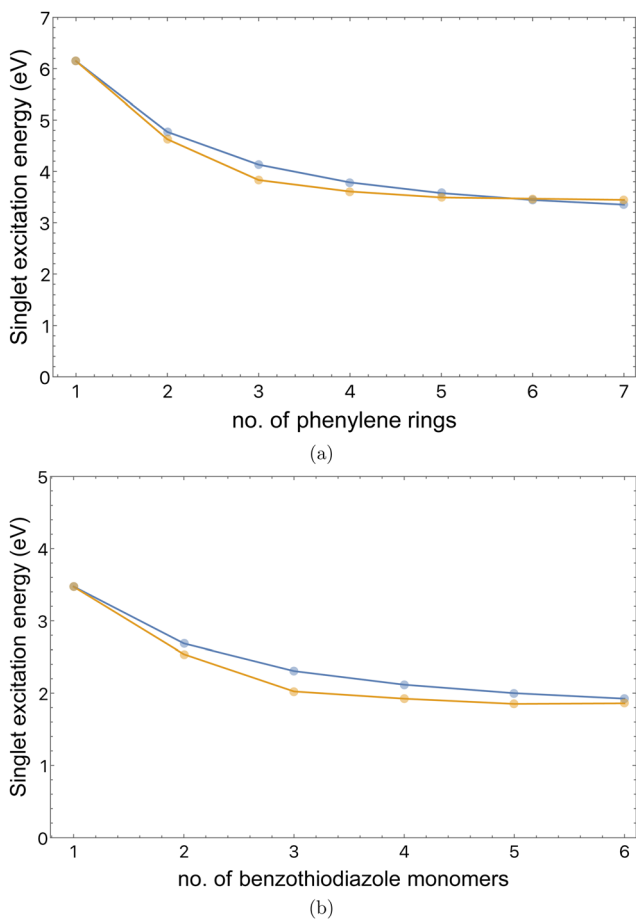 Singlet excitation energy (eV)
7
6
5
4
3
2
1
0
1 2 3 4 5 6 7
no. of phenylene rings
(a)
Singlet excitation energy (eV)
5
4
3
2
1
0
1 2 3 4 5 6
no. of benzothiodiazole monomers
(b)